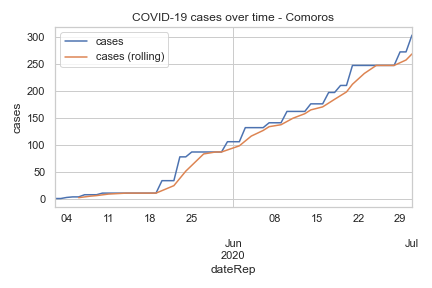 COVID-19 cases over time - Comoros
cases
cases (rolling)
300
250
200
150
100
50
0
cases
04 11 18 25 08 15 22 29
Jun Jul
2020
dateRep